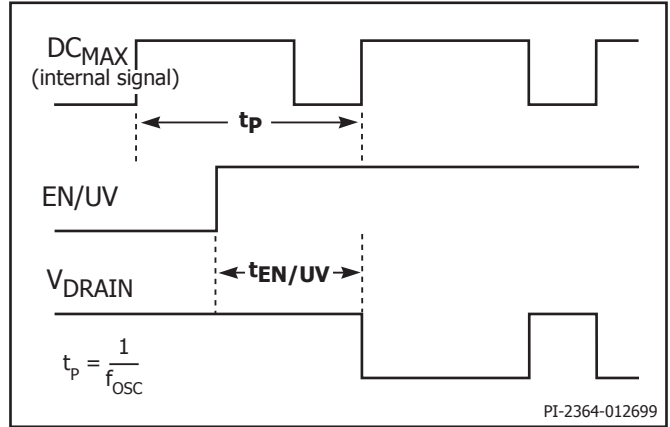 DCMAX
(internal signal)
tP
EN/UV
tEN/UV
VDRAIN
tP = 1
fOSC
PI-2364-012699